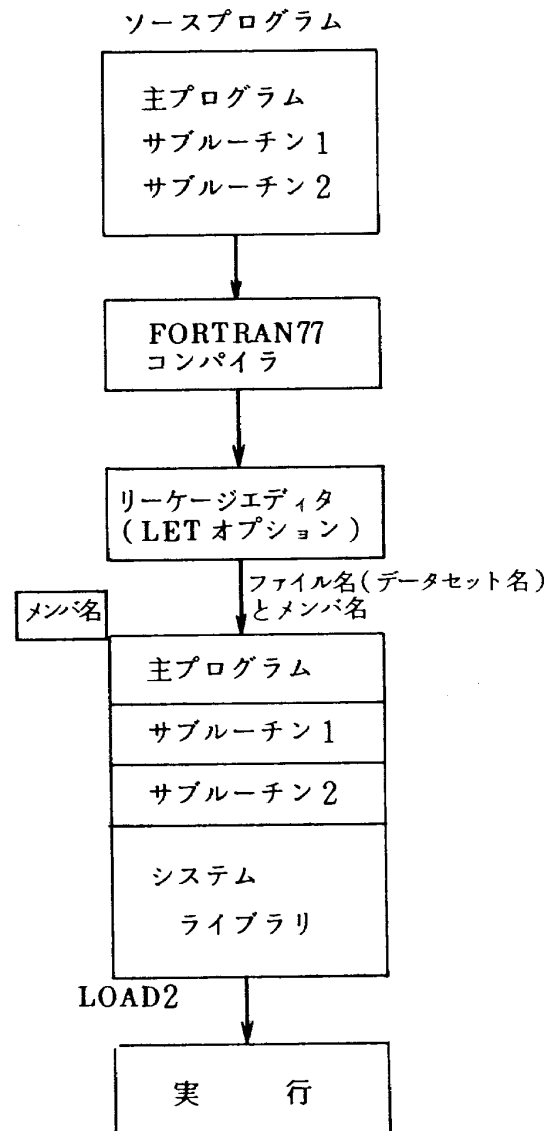 ソースプログラム
主プログラム
サブルーチン1
サブルーチン2
FORTRAN77
コンパイラ
リーケージエディタ
(LETオプション)
ファイル名(データセット名)
とメンバ名
メンバ名
主プログラム
サブルーチン1
サブルーチン2
システム
ライブラリ
LOAD2
実 行